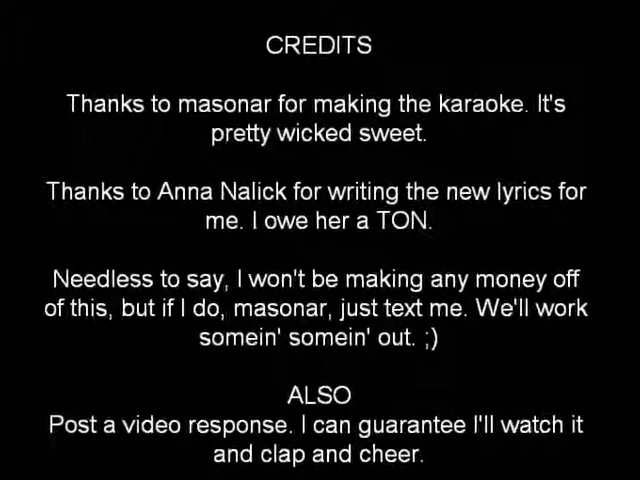 CREDITS
Thanks to masonar for making the karaoke. It's
pretty wicked sweet.
Thanks to Anna Nalick for writing the new lyrics for
me. I owe her a TON.
Needless to say, I won't be making any money off
of this, but if I do, masonar, just text me. We'll work
somein' somein' out. ;)
ALSO
Post a video response. I can guarantee I'll watch it
and clap and cheer.